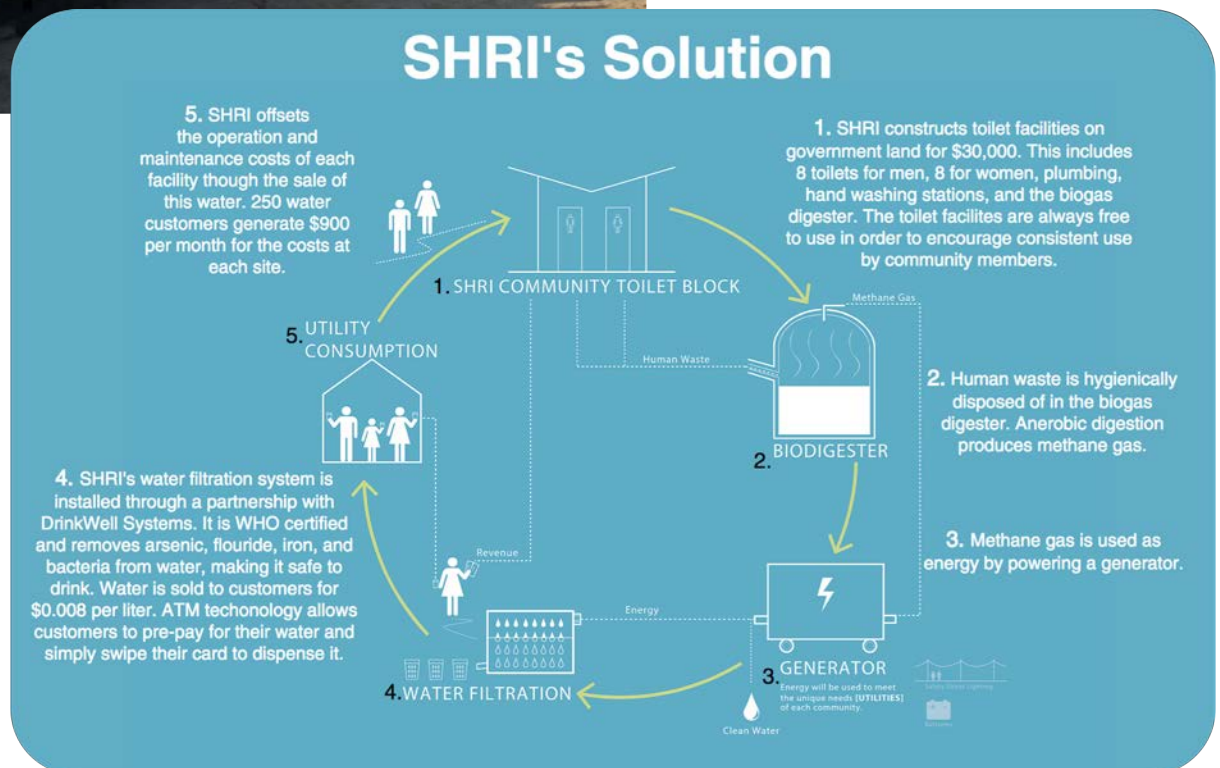 SHRI's Solution
1. SHRI constructs toilet facilities on
government land for $30,000. This includes
8 toilets for men, 8 for women, plumbing,
hand washing stations, and the biogas
digester. The toilet facilites are always free
to use in order to encourage consistent use
by community members.
2. Human waste is hygienically
disposed of in the biogas
digester. Anerobic digestion
produces methane gas.
3. Methane gas is used as
energy by powering a generator.
4. SHRI's water filtration system is
installed through a partnership with
DrinkWell Systems. It is WHO certified
and removes arsenic, flouride, iron, and
bacteria from water, making it safe to
drink. Water is sold to customers for
$0.008 per liter. ATM techonology allows
customers to pre-pay for their water and
simply swipe their card to dispense it.
5. SHRI offsets
the operation and
maintenance costs of each
facility though the sale of
this water. 250 water
customers generate $900
per month for the costs at
each site.
1. SHRI COMMUNITY TOILET BLOCK
Human Waste
Methane Gas
2. BIODIGESTER
3. GENERATOR
Energy will be used to meet
the unique needs [UTILITIES]
of each community.
Street Lighting
Batteries
Energy
Clean Water
4. WATER FILTRATION
Revenue
5. UTILITY
CONSUMPTION